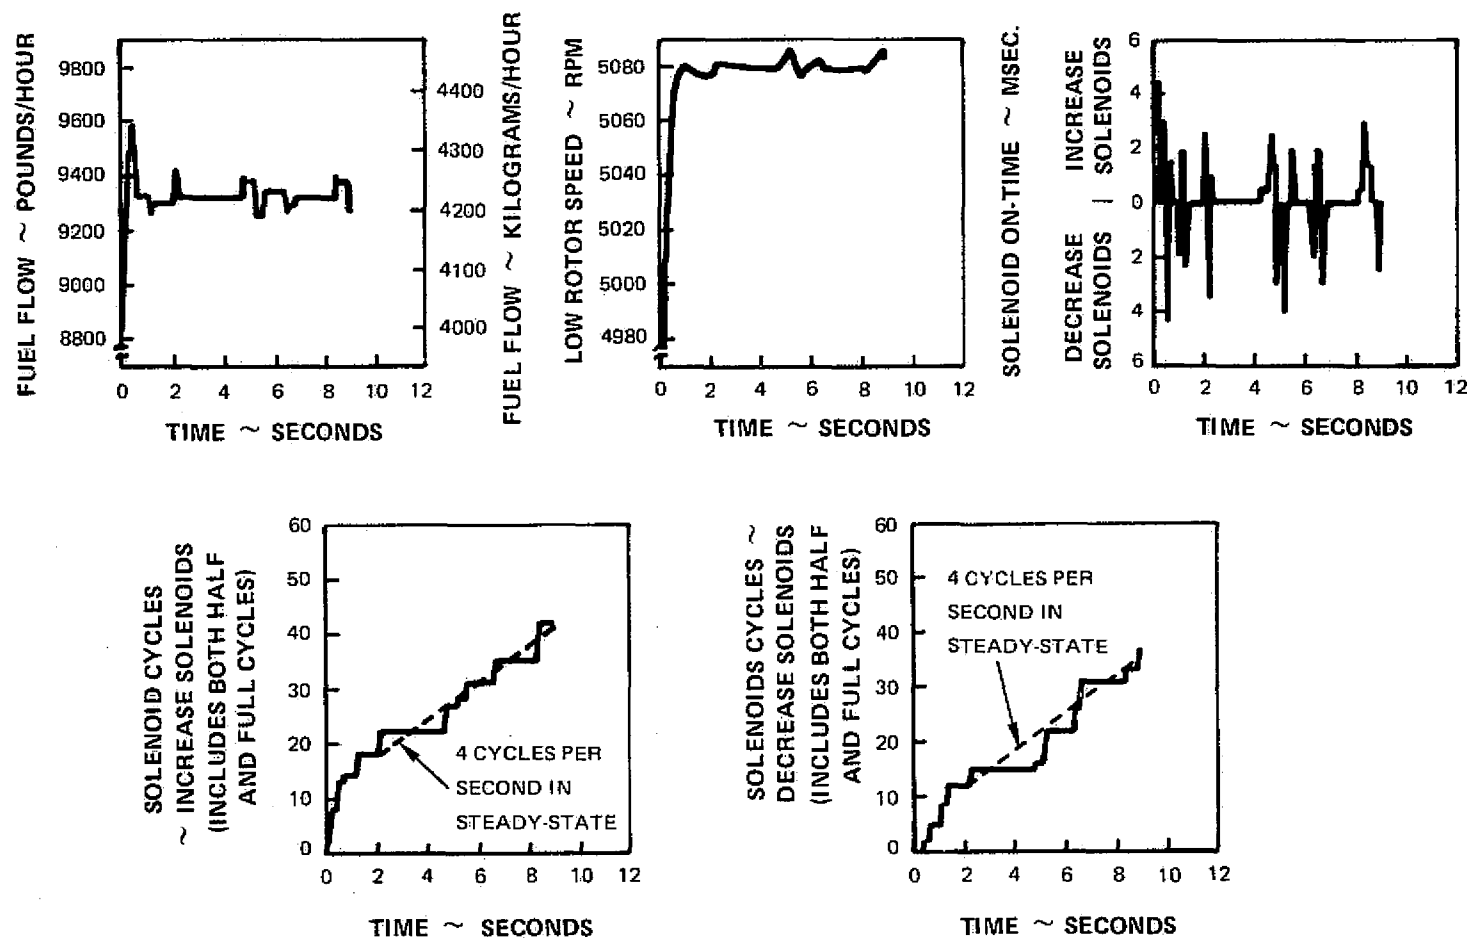 FUEL FLOW ~ POUNDS/HOUR
9800
9600
9400
9200
9000
8800
0 2 4 6 8 10 12
TIME ~ SECONDS
4400
4300
4200
4100
4000
FUEL FLOW ~ KILOGRAMS/HOUR
LOW ROTOR SPEED ~ RPM
5080
5060
5040
5020
5000
4980
0 2 4 6 8 10 12
TIME ~ SECONDS
SOLENOID ON-TIME ~ MSEC.
DECREASE | INCREASE
SOLENOIDS SOLENOIDS
6
4
2
0
2
4
6
0 2 4 6 8 10 12
TIME ~ SECONDS
SOLENOID CYCLES
~ INCREASE SOLENOIDS
(INCLUDES BOTH HALF
AND FULL CYCLES)
60
50
40
30
20
10
0
4 CYCLES PER
SECOND IN
STEADY-STATE
0 2 4 6 8 10 12
TIME ~ SECONDS
SOLENOIDS CYCLES ~
DECREASE SOLENOIDS
(INCLUDES BOTH HALF
AND FULL CYCLES)
60
50
40
30
20
10
0
4 CYCLES PER
SECOND IN
STEADY-STATE
0 2 4 6 8 10 12
TIME ~ SECONDS